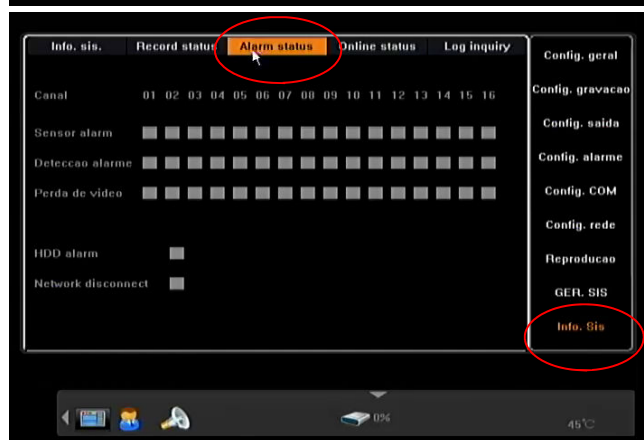 Info. sis. Record status Alarm status Online status Log inquiry
Canal 01 02 03 04 05 06 07 08 09 10 11 12 13 14 15 16
Sensor alarm
Deteccao alarme
Perda de video
HDD alarm
Network disconnect
Config. geral
Config. gravacao
Config. saida
Config. alarme
Config. COM
Config. rede
Reproducao
GER. SIS
Info. Sis
0%
45℃